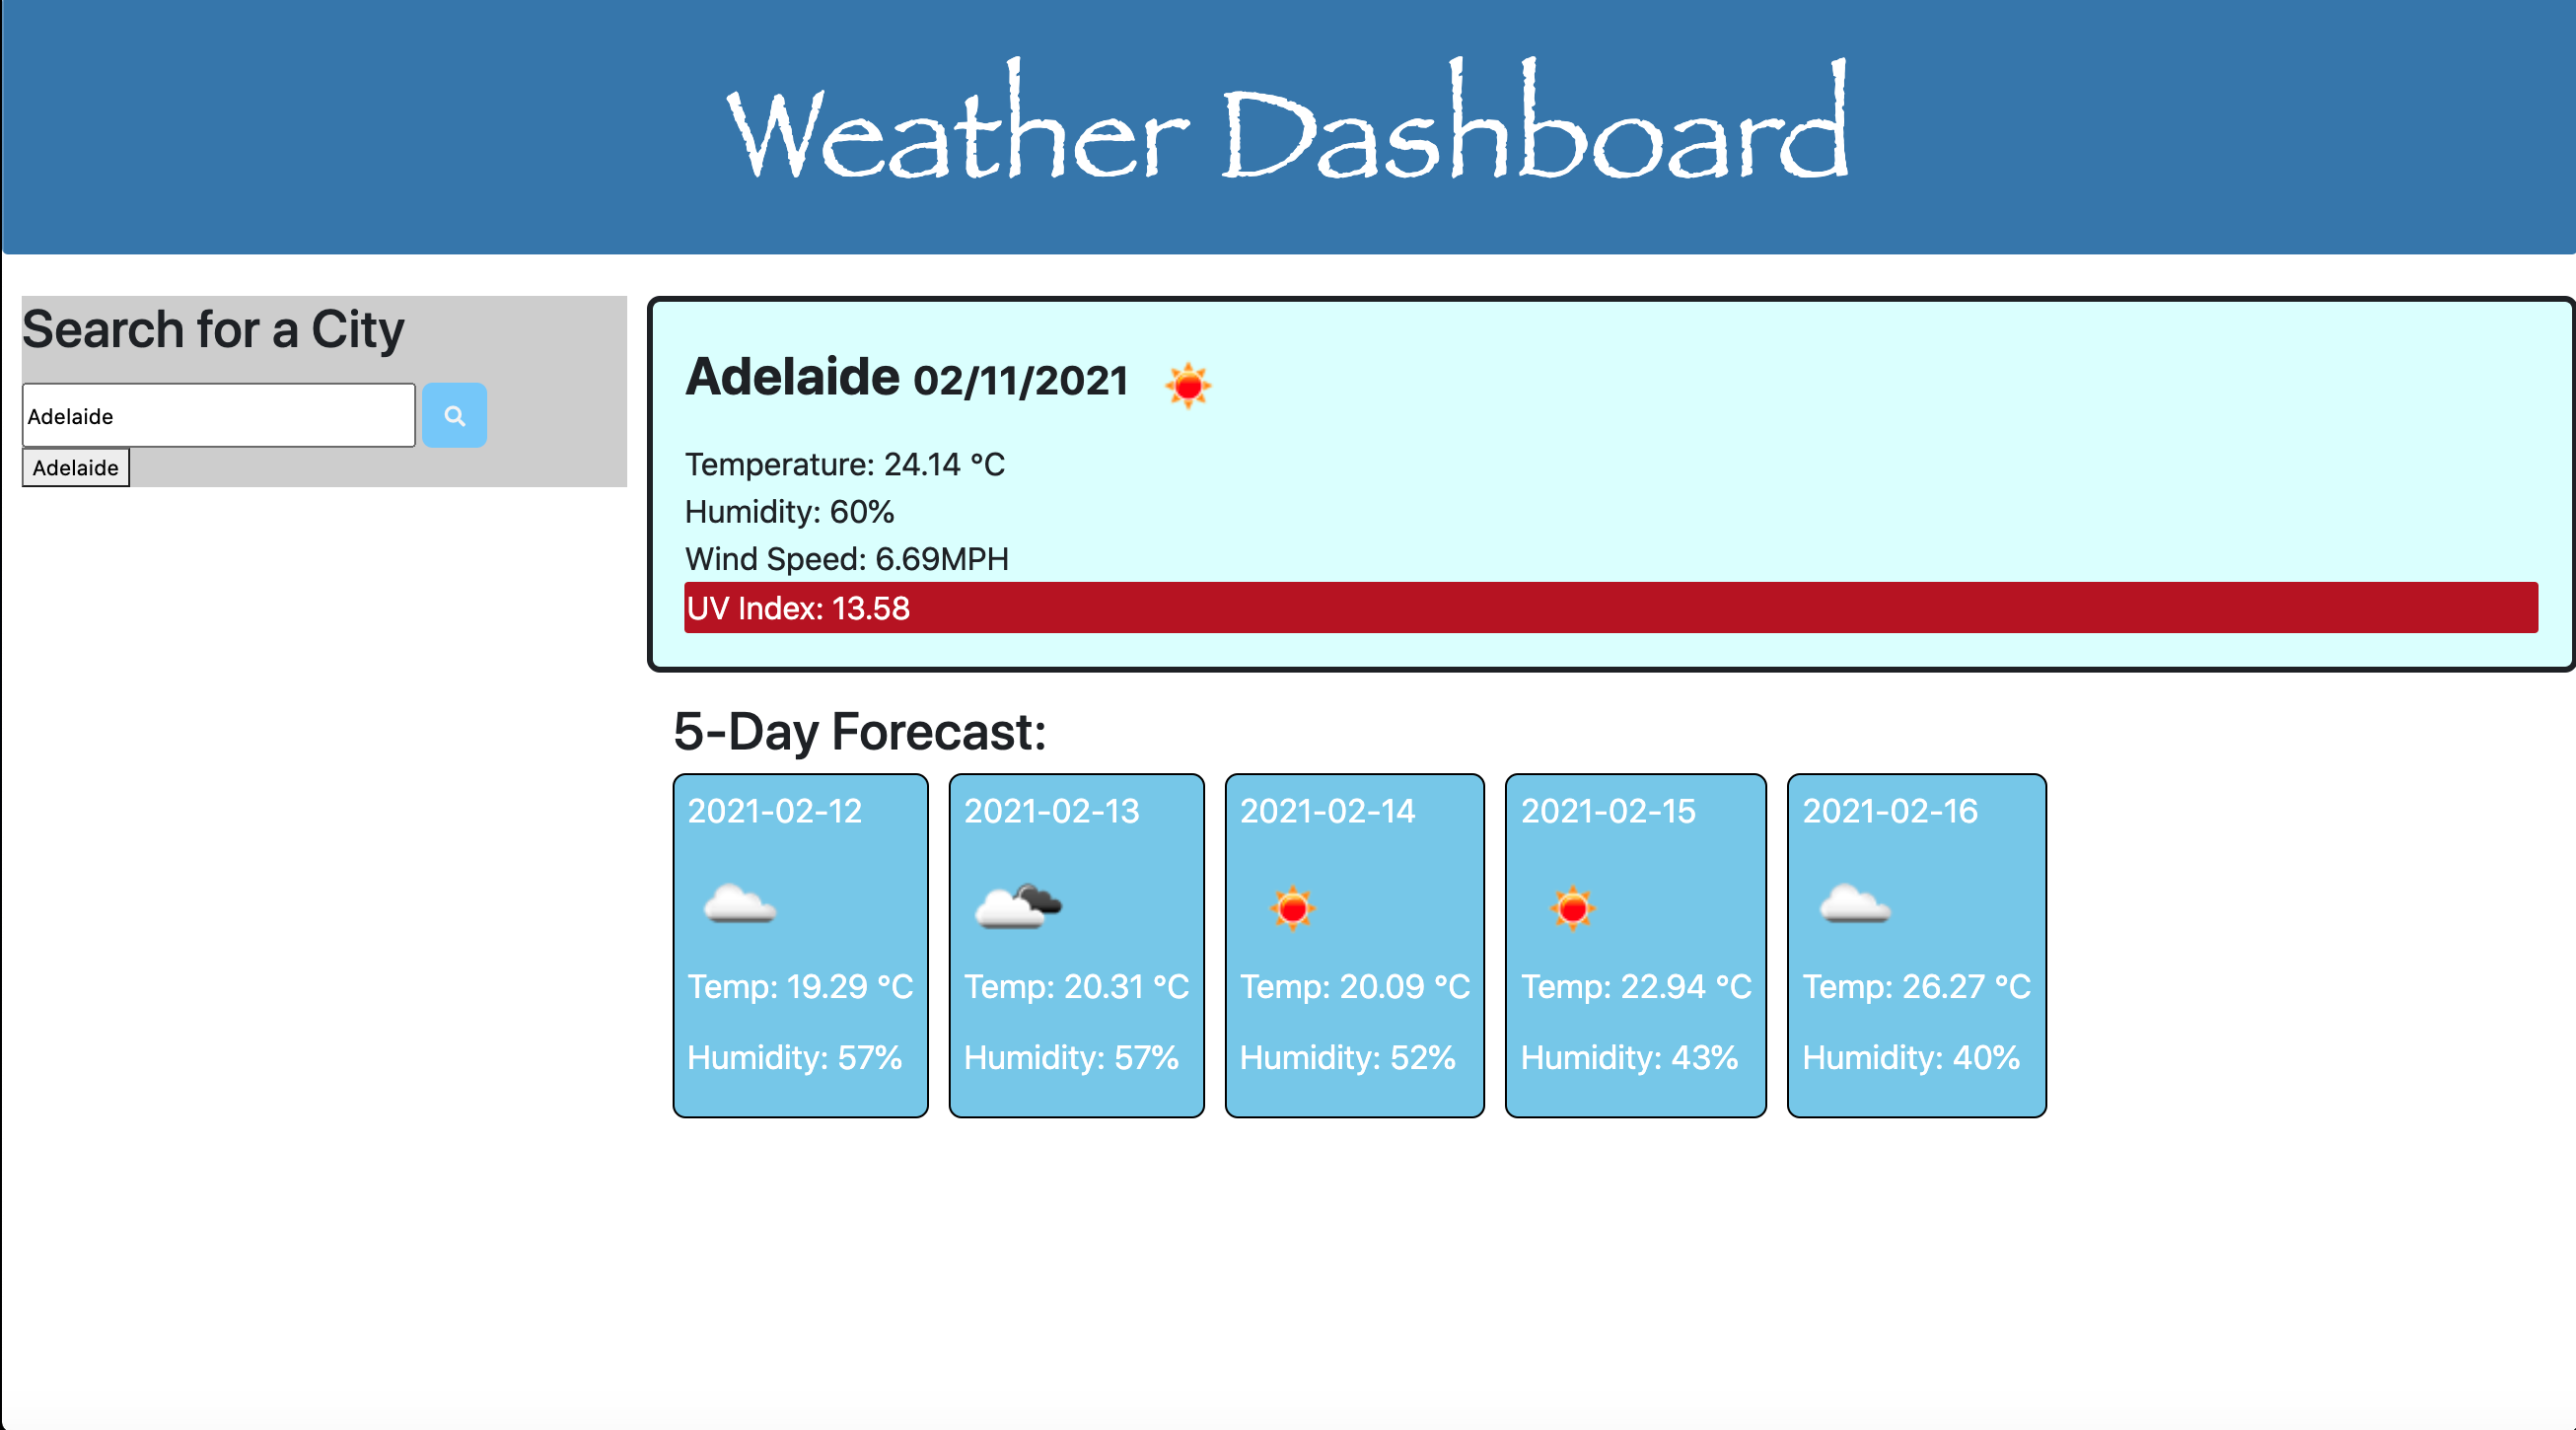 Weather Dashboard
Search for a City
Adelaide
Adelaide
Adelaide 02/11/2021
Temperature: 24.14 °C
Humidity: 60%
Wind Speed: 6.69MPH
UV Index: 13.58
5-Day Forecast:
2021-02-12
Temp: 19.29 °C
Humidity: 57%
2021-02-13
Temp: 20.31 °C
Humidity: 57%
2021-02-14
Temp: 20.09 °C
Humidity: 52%
2021-02-15
Temp: 22.94 °C
Humidity: 43%
2021-02-16
Temp: 26.27 °C
Humidity: 40%